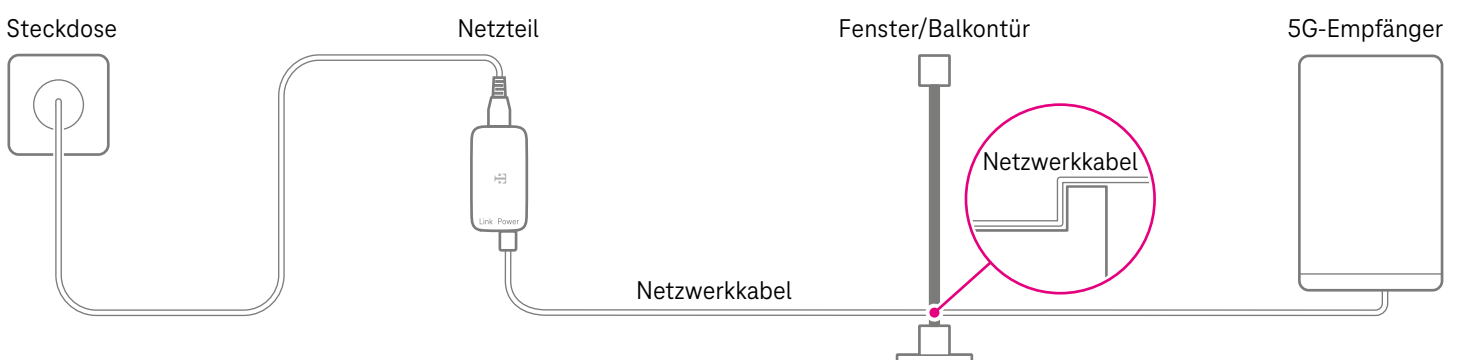 Steckdose
Netzteil
Fenster/Balkontür
5G-Empfänger
Netzwerkkabel
Link Power
Netzwerkkabel